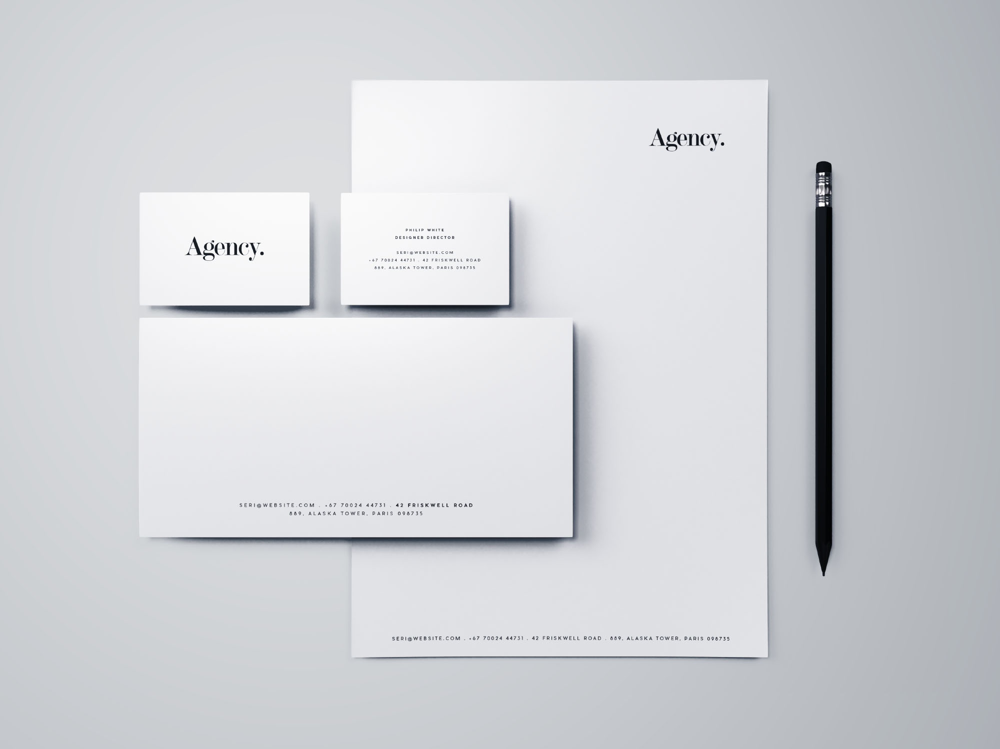 Agency.
Agency.
PHILIP WHITE
DESIGNER DIRECTOR
SERI@WEBSITE.COM
+67 70024 44731 . 42 FRISKWELL ROAD
889, ALASKA TOWER, PARIS 098735
SERI@WEBSITE.COM . +67 70024 44731 . 42 FRISKWELL ROAD
889, ALASKA TOWER, PARIS 098735
SERI@WEBSITE.COM . +67 70024 44731 . 42 FRISKWELL ROAD . 889, ALASKA TOWER, PARIS 098735